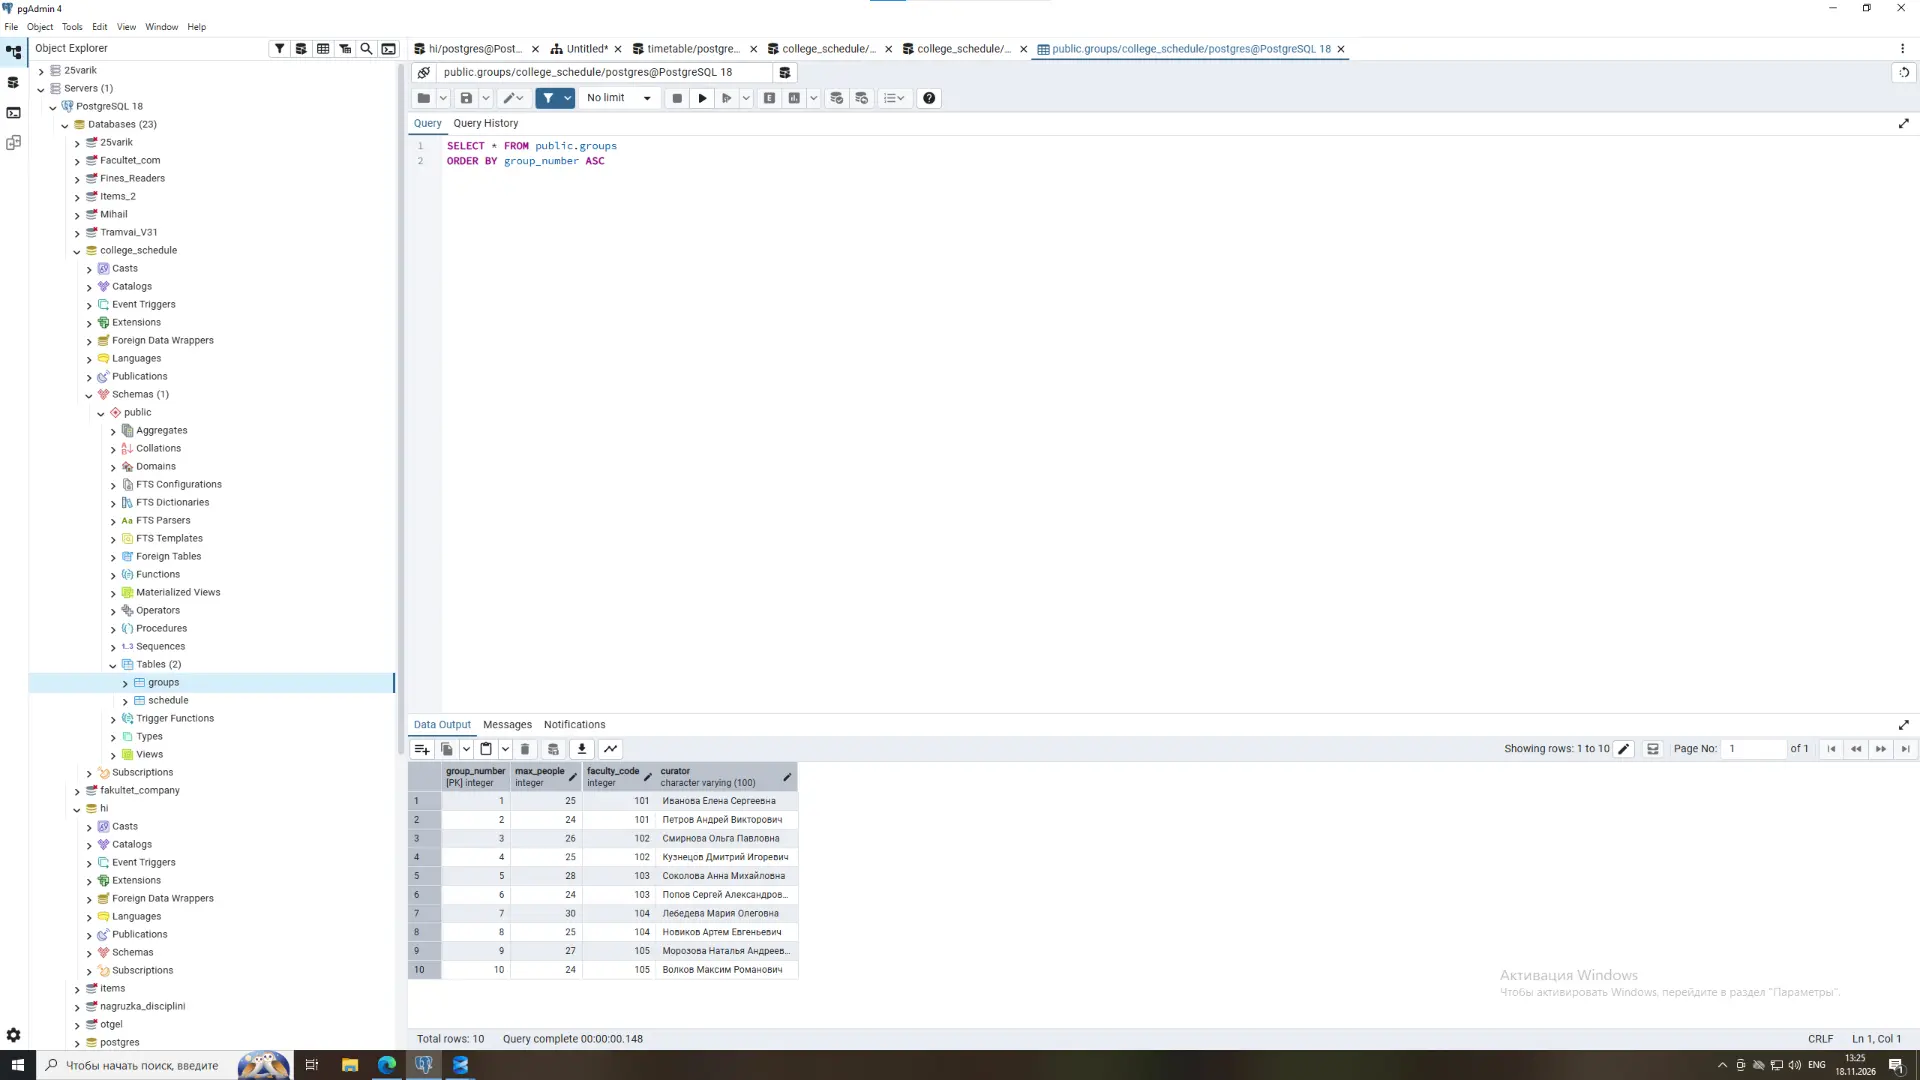 pgAdmin 4
File Object Tools Edit View Window Help
Object Explorer
hi/postgres@Post...
Untitled*
timetable/postgre...
college_schedule/...
college_schedule/...
public.groups/college_schedule/postgres@PostgreSQL 18
public.groups/college_schedule/postgres@PostgreSQL 18
No limit
Query Query History
1 SELECT * FROM public.groups
2 ORDER BY group_number ASC
25varik
Servers (1)
PostgreSQL 18
Databases (23)
25varik
Facultet_com
Fines_Readers
Items_2
Mihail
Tramvai_V31
college_schedule
Casts
Catalogs
Event Triggers
Extensions
Foreign Data Wrappers
Languages
Publications
Schemas (1)
public
Aggregates
Collations
Domains
FTS Configurations
FTS Dictionaries
FTS Parsers
FTS Templates
Foreign Tables
Functions
Materialized Views
Operators
Procedures
Sequences
Tables (2)
groups
schedule
Trigger Functions
Types
Views
Subscriptions
fakultet_company
hi
Casts
Catalogs
Event Triggers
Extensions
Foreign Data Wrappers
Languages
Publications
Schemas
Subscriptions
items
nagruzka_disciplini
otgel
postgres
Data Output Messages Notifications
Showing rows: 1 to 10 Page No: 1 of 1
group_number max_people faculty_code curator
[PK] integer integer integer character varying (100)
1 1 25 101 Иванова Елена Сергеевна
2 2 24 101 Петров Андрей Викторович
3 3 26 102 Смирнова Ольга Павловна
4 4 25 102 Кузнецов Дмитрий Игоревич
5 5 28 103 Соколова Анна Михайловна
6 6 24 103 Попов Сергей Александров...
7 7 30 104 Лебедева Мария Олеговна
8 8 25 104 Новиков Артем Евгеньевич
9 9 27 105 Морозова Наталья Андреев...
10 10 24 105 Волков Максим Романович
Активация Windows
Чтобы активировать Windows, перейдите в раздел "Параметры".
Total rows: 10 Query complete 00:00:00.148 CRLF Ln 1, Col 1
Чтобы начать поиск, введите
ENG
13:25
18.11.2026